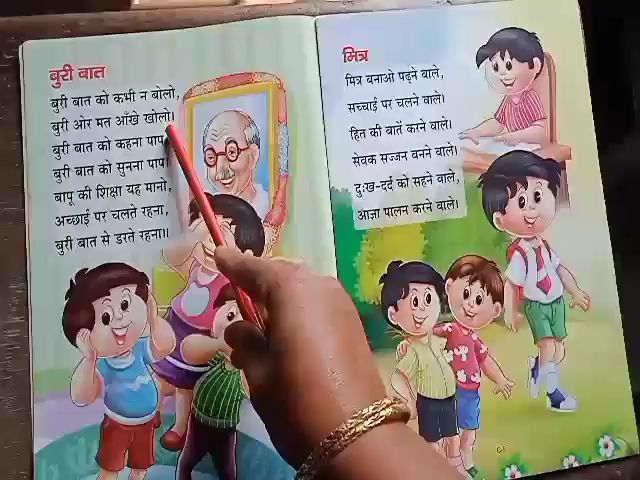 बुरी बात
बुरी बात को कभी न बोलो,
बुरी ओर मत आँखे खोलो।
बुरी बात को कहना पाप
बुरी बात को सुनना पाप
बापू की शिक्षा यह मानो,
अच्छाई पर चलते रहना,
बुरी बात से डरते रहना॥
मित्र
मित्र बनाओ पढ़ने वाले,
सच्चाई पर चलने वाले।
हित की बातें करने वाले।
सेवक सज्जन बनने वाले।
दुःख-दर्द को सहने वाले,
आज्ञा पालन करने वाले।